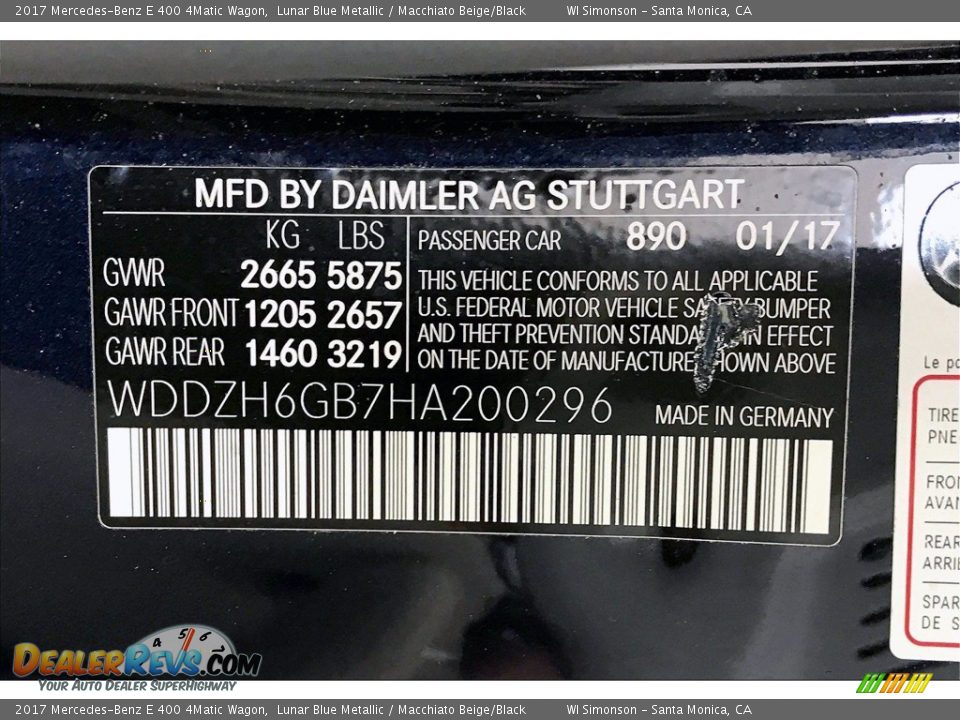 2017 Mercedes-Benz E 400 4Matic Wagon, Lunar Blue Metallic / Macchiato Beige/Black WI Simonson - Santa Monica, CA
MFD BY DAIMLER AG STUTTGART
KG LBS
GVWR 2665 5875
GAWR FRONT 1205 2657
GAWR REAR 1460 3219
PASSENGER CAR 890 01/17
THIS VEHICLE CONFORMS TO ALL APPLICABLE
U.S. FEDERAL MOTOR VEHICLE BUMPER
AND THEFT PREVENTION IN EFFECT
ON THE DATE OF MANUFACTURE ABOVE
WDDZH6GB7HA200296
MADE IN GERMANY
Le
TIRE
PNE
FRO
AVA
REAR
ARRIE
SPAR
DE S
4 5 6
DEALERREVS.COM
YOUR AUTO DEALER SUPERHIGHWAY
2017 Mercedes-Benz E 400 4Matic Wagon, Lunar Blue Metallic / Macchiato Beige/Black WI Simonson - Santa Monica, CA